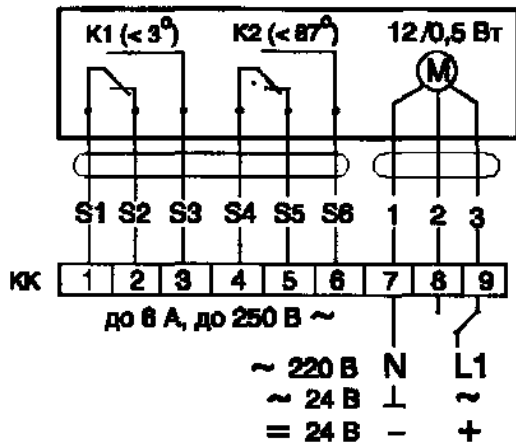 K1 (< 3°) K2 (< 87°) 12/0,5 Вт
M
S1 S2 S3 S4 S5 S6 1 2 3
КК 1 2 3 4 5 6 7 8 9
до 6 А, до 250 В ~
~ 220 В N L1
~ 24 В ⊥ ~
= 24 В − +